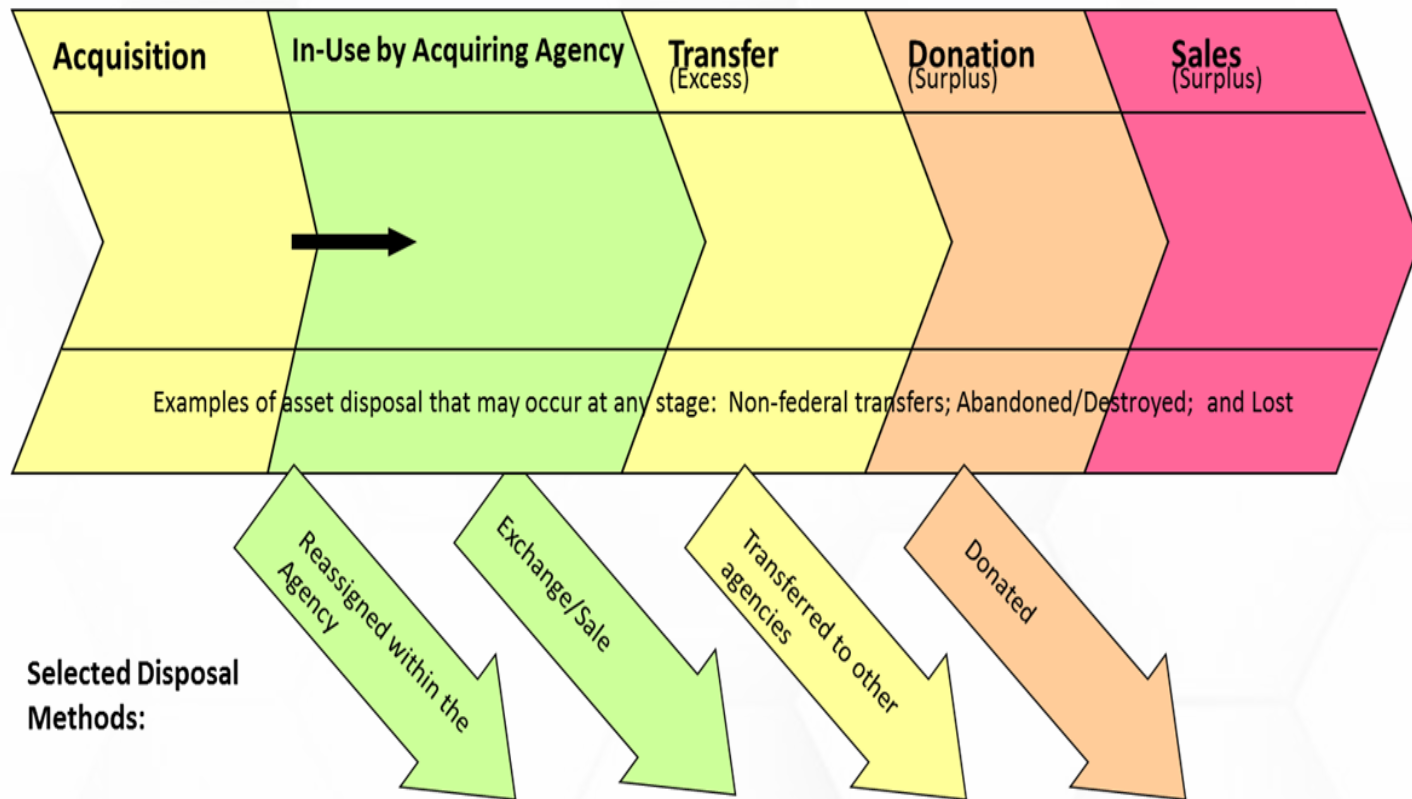 Acquisition
In-Use by Acquiring Agency
Transfer
(Excess)
Donation
(Surplus)
Sales
(Surplus)
Examples of asset disposal that may occur at any stage:  Non-federal transfers; Abandoned/Destroyed;  and Lost
Reassigned within the
Agency
Exchange/Sale
Transferred to other
agencies
Donated
Selected Disposal
Methods: